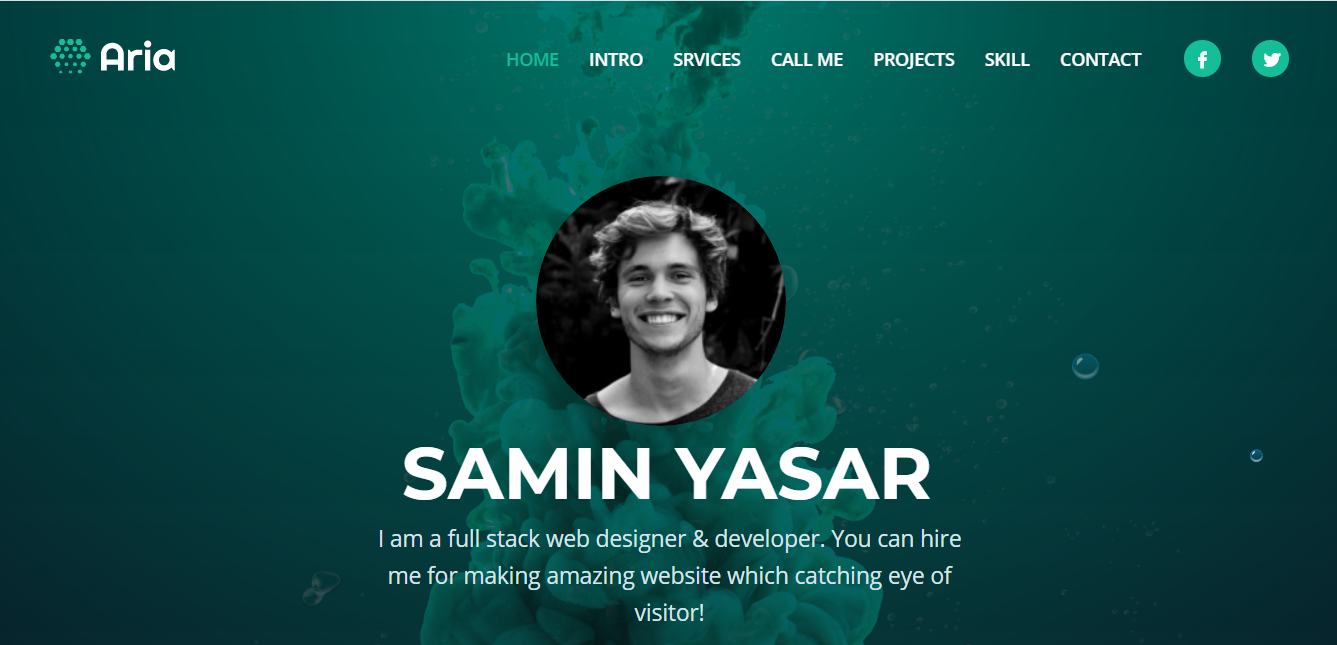 Aria
HOME INTRO SRVICES CALL ME PROJECTS SKILL CONTACT
SAMIN YASAR
I am a full stack web designer & developer. You can hire
me for making amazing website which catching eye of
visitor!